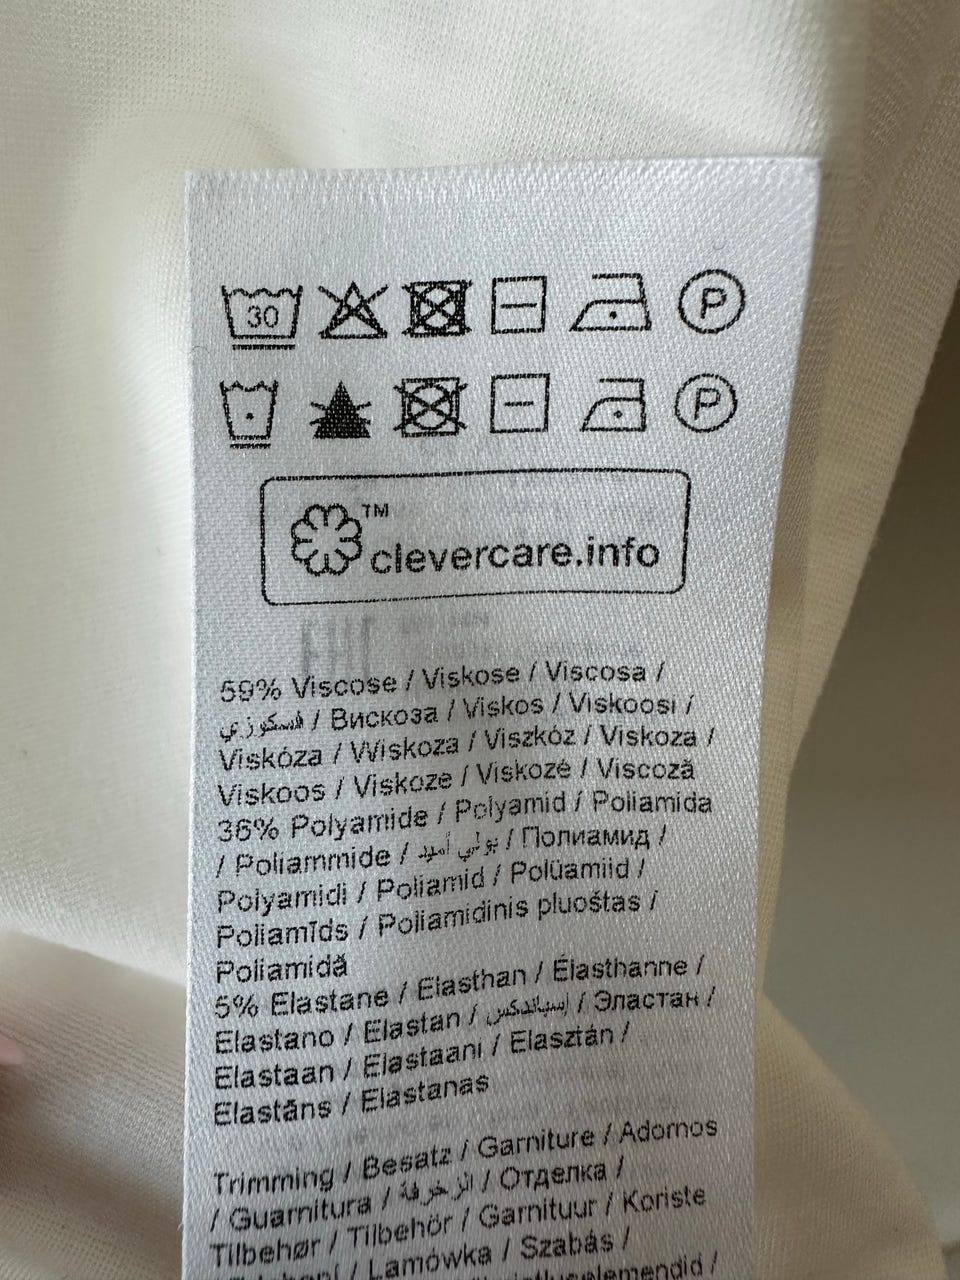 30 P
P
™
clevercare.info
59% Viscose / Viskose / Viscosa /
فسكوزي / Вискоза / Viskos / Viskoosi /
Viskóza / Wiskoza / Viszkóz / Viskoza /
Viskoos / Viskoze / Viskozė / Viscoză
36% Polyamide / Polyamid / Poliamida
/ Poliammide / بولي أميد / Полиамид /
Polyamidi / Poliamid / Polüamiid /
Poliamīds / Poliamidinis pluoštas /
Poliamidă
5% Elastane / Elasthan / Élasthanne /
Elastano / Elastan / إسباندكس / Эластан /
Elastaan / Elastaani / Elasztán /
Elastāns / Elastanas
Trimming / Besatz / Garniture / Adornos
/ Guarnitura / الزخرفة / Отделка /
Tilbehør / Tilbehör / Garnituur / Koriste
/ Lamówka / Szabás /